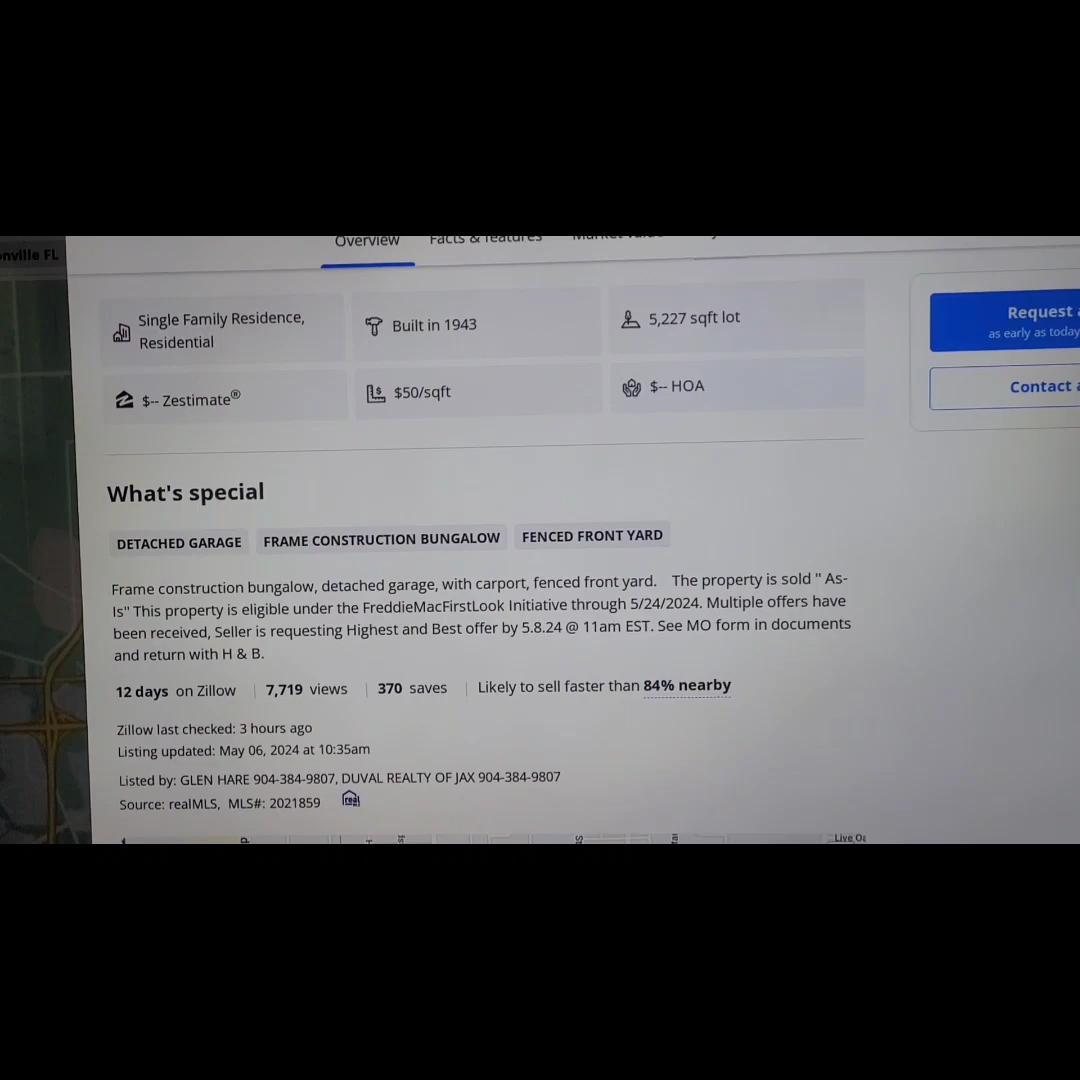 nville FL
Overview Facts & features
Single Family Residence,
Residential
Built in 1943
5,227 sqft lot
$-- Zestimate®
$50/sqft
$-- HOA
Request
as early as today
Contact
What's special
DETACHED GARAGE FRAME CONSTRUCTION BUNGALOW FENCED FRONT YARD
Frame construction bungalow, detached garage, with carport, fenced front yard. The property is sold " As-
Is" This property is eligible under the FreddieMacFirstLook Initiative through 5/24/2024. Multiple offers have
been received, Seller is requesting Highest and Best offer by 5.8.24 @ 11am EST. See MO form in documents
and return with H & B.
12 days on Zillow | 7,719 views | 370 saves | Likely to sell faster than 84% nearby
Zillow last checked: 3 hours ago
Listing updated: May 06, 2024 at 10:35am
Listed by: GLEN HARE 904-384-9807, DUVAL REALTY OF JAX 904-384-9807
Source: realMLS, MLS#: 2021859 real
Live Oa